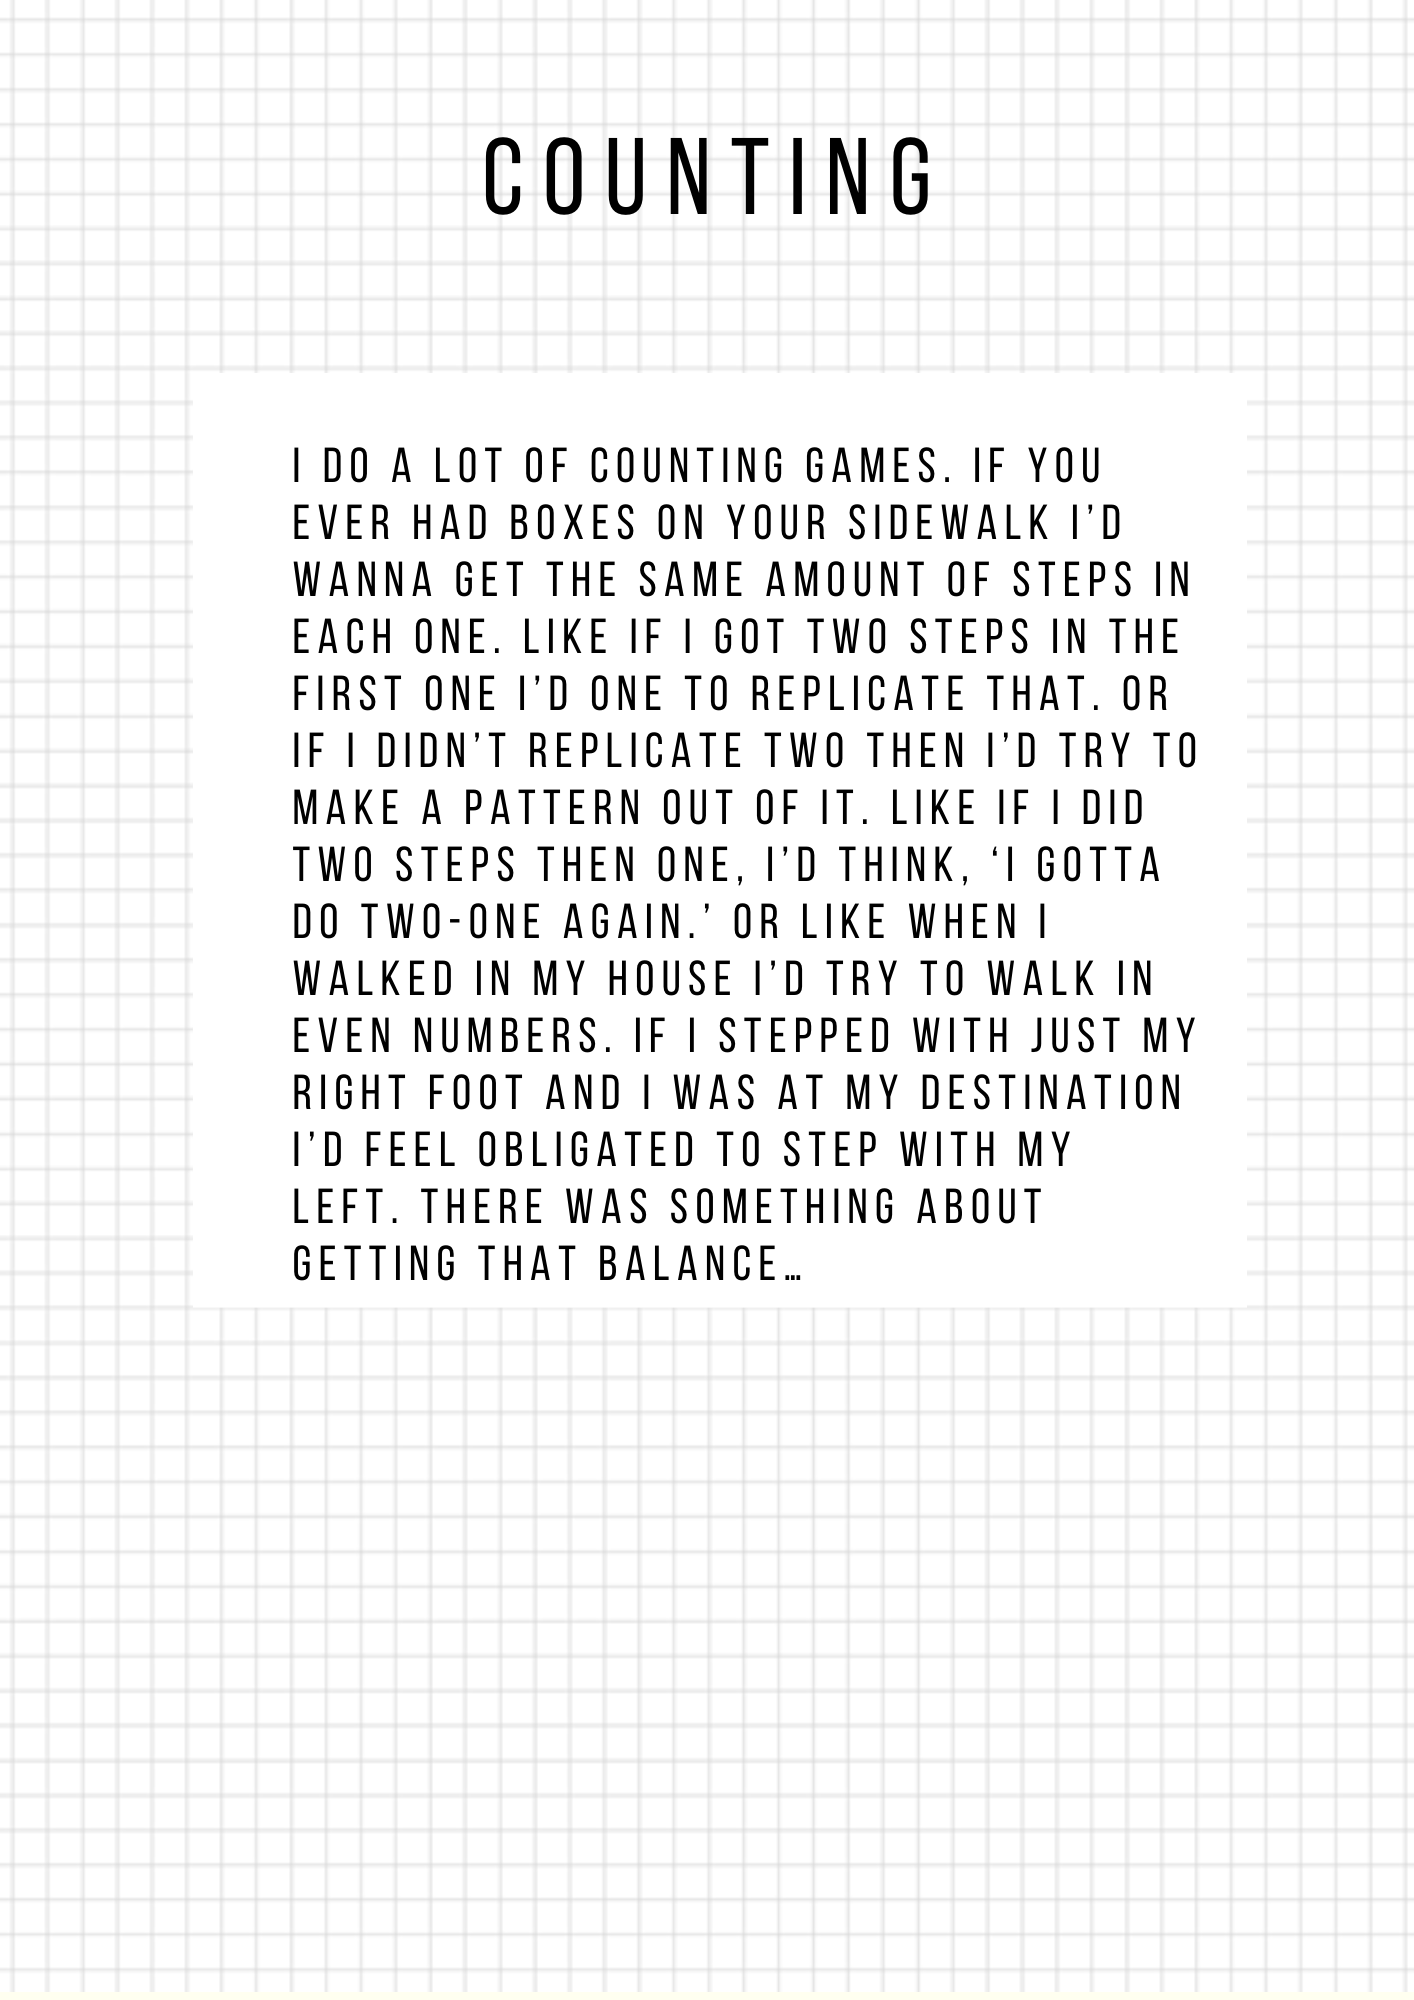 COUNTING
I DO A LOT OF COUNTING GAMES. IF YOU
EVER HAD BOXES ON YOUR SIDEWALK I’D
WANNA GET THE SAME AMOUNT OF STEPS IN
EACH ONE. LIKE IF I GOT TWO STEPS IN THE
FIRST ONE I’D ONE TO REPLICATE THAT. OR
IF I DIDN’T REPLICATE TWO THEN I’D TRY TO
MAKE A PATTERN OUT OF IT. LIKE IF I DID
TWO STEPS THEN ONE, I’D THINK, ‘I GOTTA
DO TWO-ONE AGAIN.’ OR LIKE WHEN I
WALKED IN MY HOUSE I’D TRY TO WALK IN
EVEN NUMBERS. IF I STEPPED WITH JUST MY
RIGHT FOOT AND I WAS AT MY DESTINATION
I’D FEEL OBLIGATED TO STEP WITH MY
LEFT. THERE WAS SOMETHING ABOUT
GETTING THAT BALANCE…